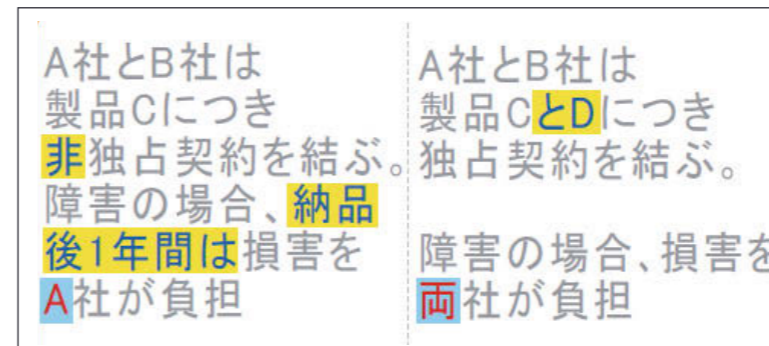 A社とB社は
製品Cにつき
非独占契約を結ぶ。
障害の場合、納品
後1年間は損害を
A社が負担
A社とB社は
製品CとDにつき
独占契約を結ぶ。
障害の場合、損害を
両社が負担